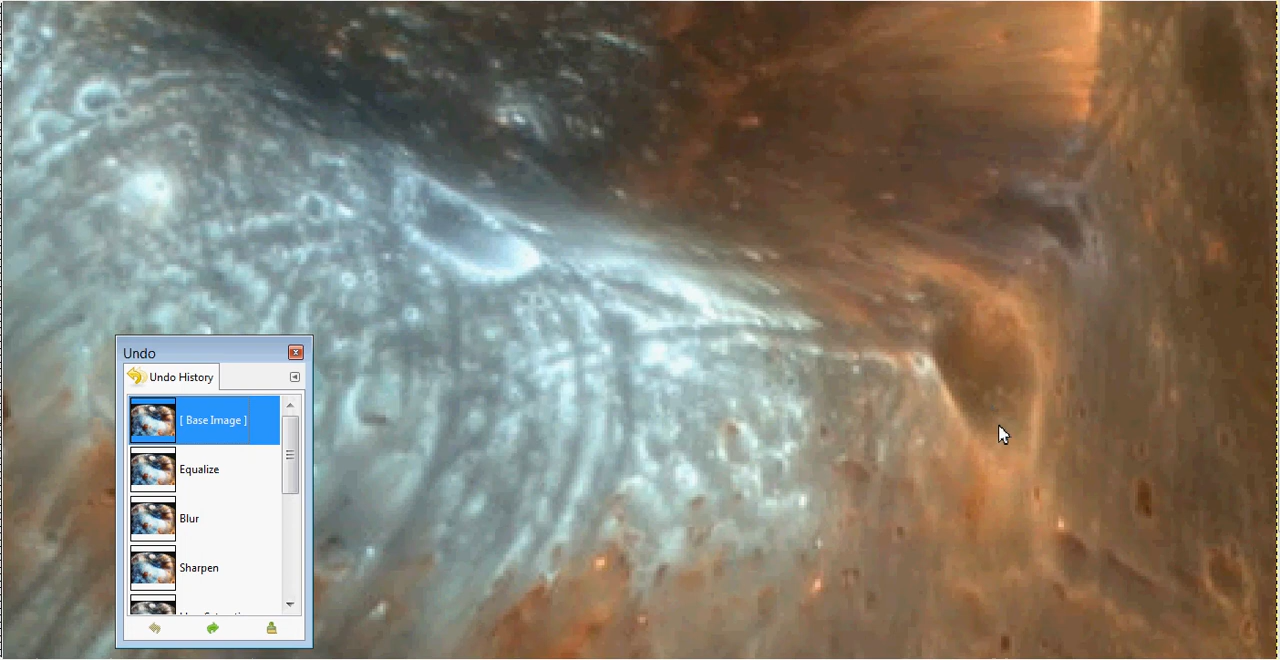 Undo
Undo History
[ Base Image ]
Equalize
Blur
Sharpen